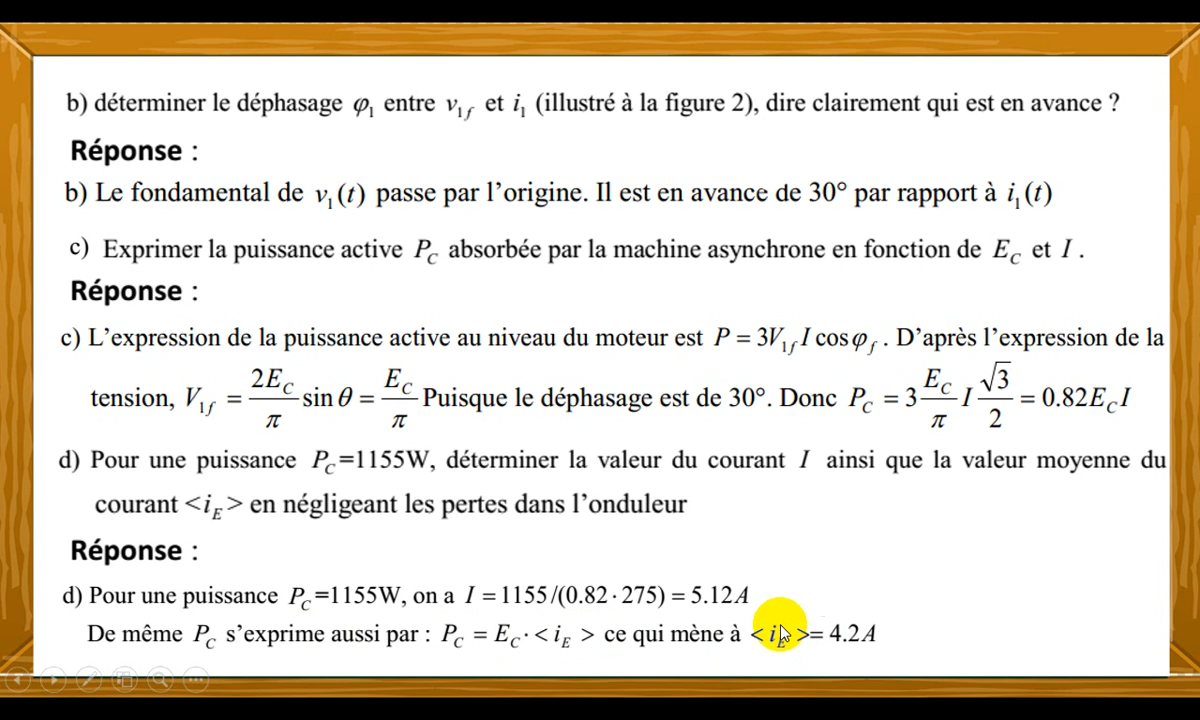 b) déterminer le déphasage φ₁ entre v₁f et i₁ (illustré à la figure 2), dire clairement qui est en avance ?
Réponse :
b) Le fondamental de v₁(t) passe par l’origine. Il est en avance de 30° par rapport à i₁(t)
c) Exprimer la puissance active P_C absorbée par la machine asynchrone en fonction de E_C et I .
Réponse :
c) L’expression de la puissance active au niveau du moteur est P = 3V₁f I cosφ_f . D’après l’expression de la
tension, V₁f = 2E_C/π sinθ = E_C/π Puisque le déphasage est de 30°. Donc P_C = 3 E_C/π I √3/2 = 0.82E_C I
d) Pour une puissance P_C=1155W, déterminer la valeur du courant I ainsi que la valeur moyenne du
courant <i_E> en négligeant les pertes dans l’onduleur
Réponse :
d) Pour une puissance P_C=1155W, on a I = 1155/(0.82·275) = 5.12A
De même P_C s’exprime aussi par : P_C = E_C· < i_E > ce qui mène à < i_E >= 4.2A